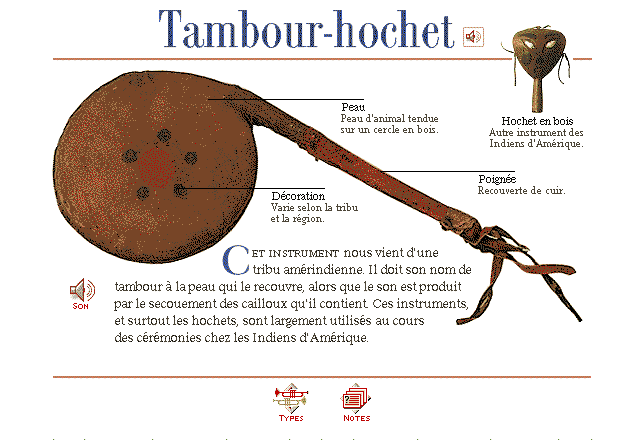 Tambour-hochet
Hochet en bois
Autre instrument des
Indiens d'Amérique.
Peau
Peau d'animal tendue
sur un cercle en bois.
Poignée
Recouverte de cuir.
Décoration
Varie selon la tribu
et la région.
CET INSTRUMENT nous vient d'une
tribu amérindienne. Il doit son nom de
tambour à la peau qui le recouvre, alors que le son est produit
par le secouement des cailloux qu'il contient. Ces instruments,
et surtout les hochets, sont largement utilisés au cours
des cérémonies chez les Indiens d'Amérique.
SON
TYPES
NOTES